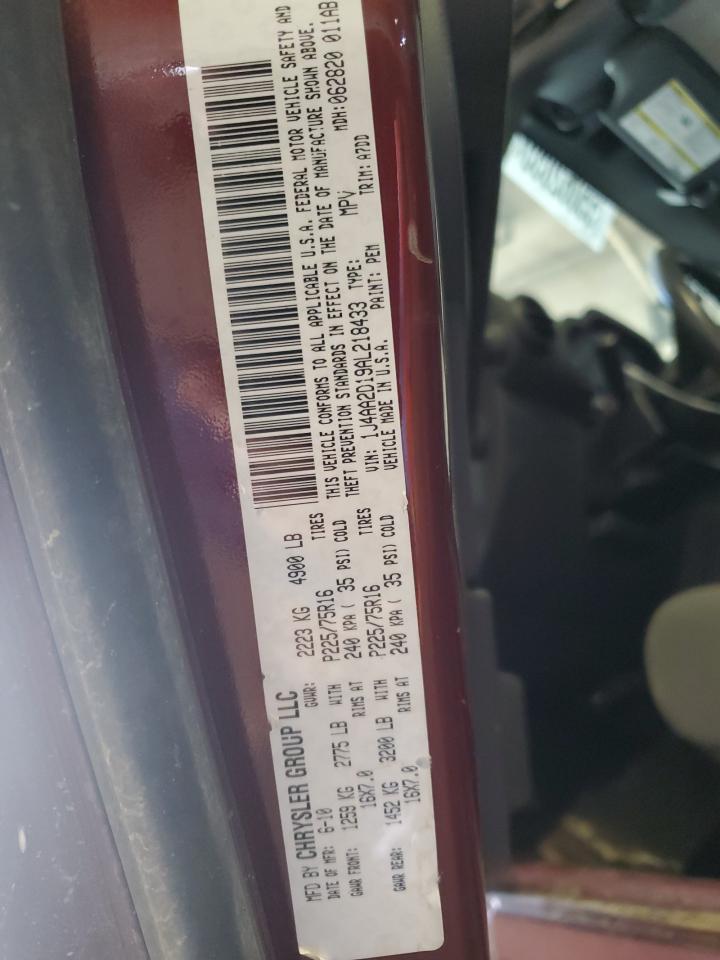 MFD BY CHRYSLER GROUP LLC
DATE OF MFR: 6-10 GVWR: 2223 KG 4900 LB
GAWR FRONT: 1259 KG 2775 LB WITH P225/75R16 TIRES
16X7.0 RIMS AT 240 KPA ( 35 PSI) COLD
GAWR REAR: 1452 KG 3200 LB WITH P225/75R16 TIRES
16X7.0 RIMS AT 240 KPA ( 35 PSI) COLD
THIS VEHICLE CONFORMS TO ALL APPLICABLE U.S.A. FEDERAL MOTOR VEHICLE SAFETY AND
THEFT PREVENTION STANDARDS IN EFFECT ON THE DATE OF MANUFACTURE SHOWN ABOVE.
VIN: 1J4AA2D19AL218433 TYPE: MPV MDH:062820 011AB
VEHICLE MADE IN U.S.A. PAINT: PEM TRIM: A7DD